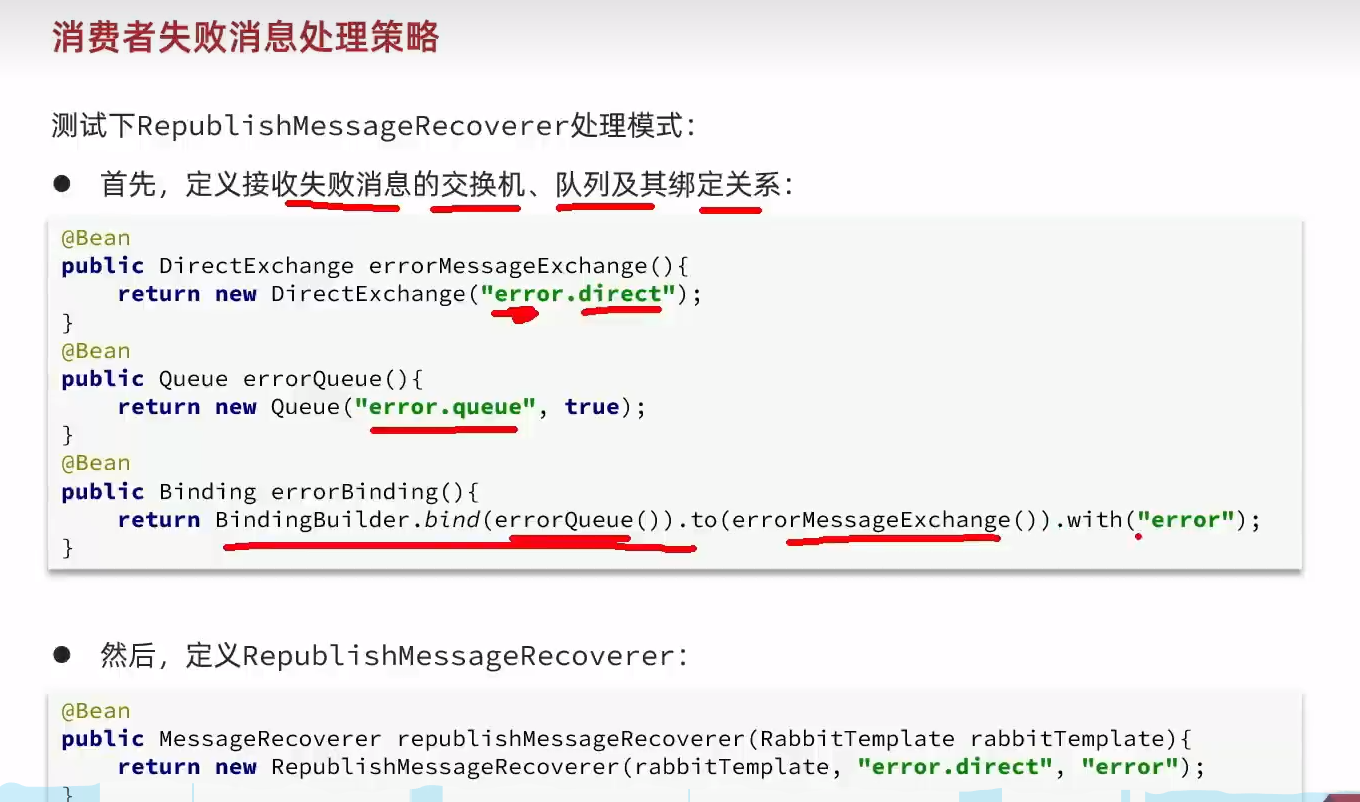 消费者失败消息处理策略
测试下RepublishMessageRecoverer处理模式：
● 首先，定义接收失败消息的交换机、队列及其绑定关系：
@Bean
public DirectExchange errorMessageExchange(){
    return new DirectExchange("error.direct");
}
@Bean
public Queue errorQueue(){
    return new Queue("error.queue", true);
}
@Bean
public Binding errorBinding(){
    return BindingBuilder.bind(errorQueue()).to(errorMessageExchange()).with("error");
}
● 然后，定义RepublishMessageRecoverer：
@Bean
public MessageRecoverer republishMessageRecoverer(RabbitTemplate rabbitTemplate){
    return new RepublishMessageRecoverer(rabbitTemplate, "error.direct", "error");
}